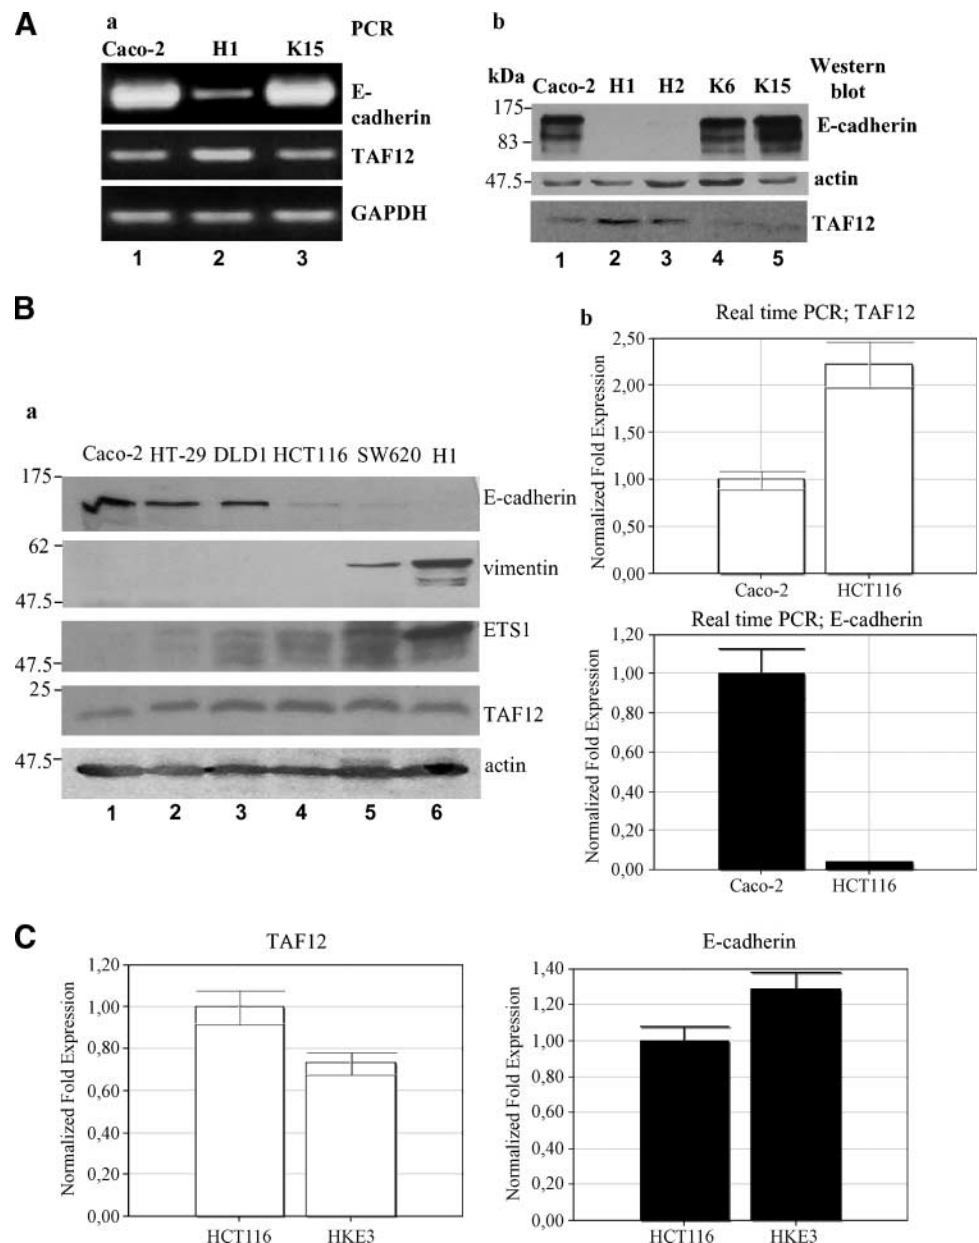 A
a
PCR
Caco-2 H1 K15
E-
cadherin
TAF12
GAPDH
1 2 3
b
Western
blot
kDa
Caco-2 H1 H2 K6 K15
175
E-cadherin
83
47.5
actin
TAF12
1 2 3 4 5
B
a
Caco-2 HT-29 DLD1 HCT116 SW620 H1
175
E-cadherin
62
vimentin
47.5
ETS1
47.5
25
TAF12
47.5
actin
1 2 3 4 5 6
b
Real time PCR; TAF12
Normalized Fold Expression
2,50
2,00
1,50
1,00
0,50
0,00
Caco-2 HCT116
Real time PCR; E-cadherin
Normalized Fold Expression
1,20
1,00
0,80
0,60
0,40
0,20
0,00
Caco-2 HCT116
C
TAF12
Normalized Fold Expression
1,20
1,00
0,80
0,60
0,40
0,20
0,00
HCT116 HKE3
E-cadherin
Normalized Fold Expression
1,40
1,20
1,00
0,80
0,60
0,40
0,20
0,00
HCT116 HKE3